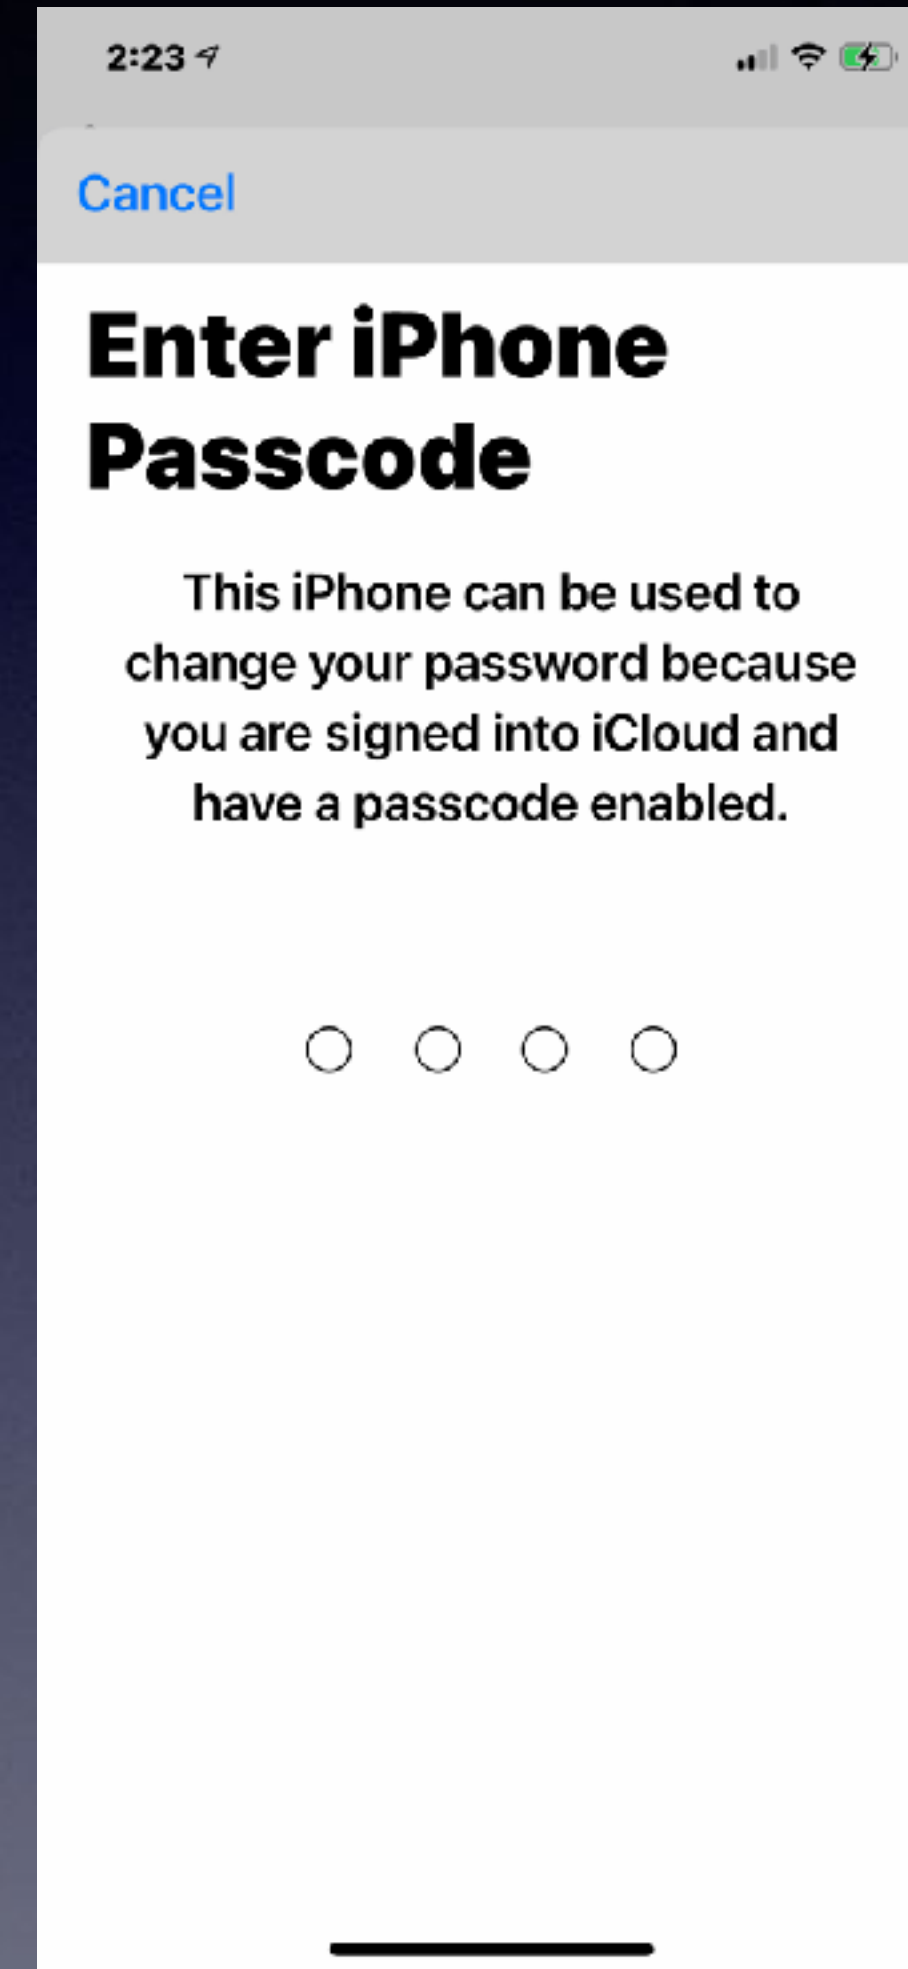 2:23
Cancel
Enter iPhone
Passcode
This iPhone can be used to
change your password because
you are signed into iCloud and
have a passcode enabled.